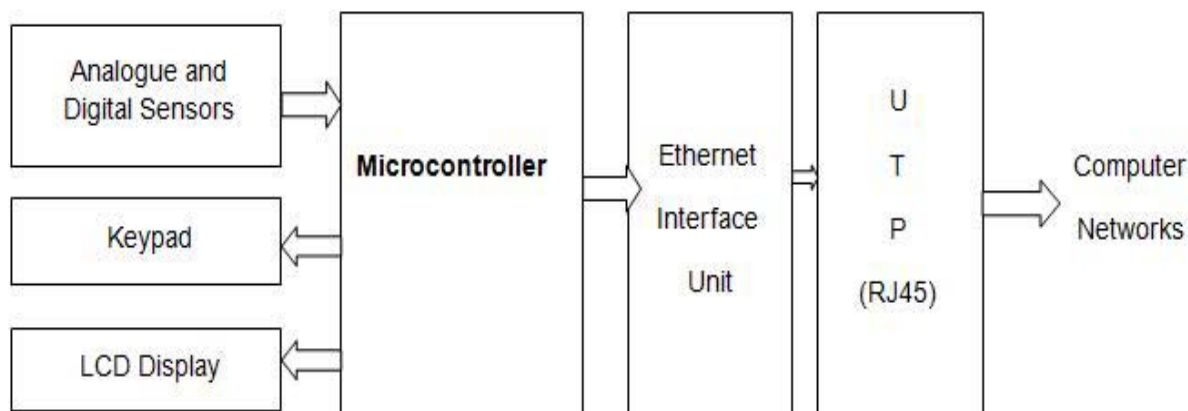 Analogue and
Digital Sensors
Keypad
LCD Display
Microcontroller
Ethernet
Interface
Unit
U
T
P
(RJ45)
Computer
Networks